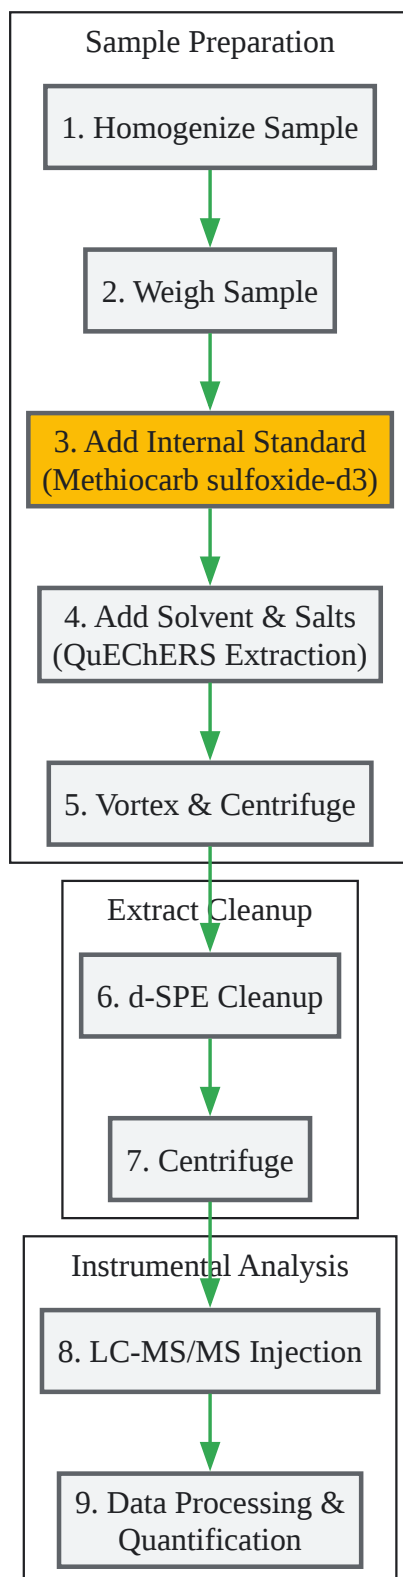 Sample Preparation
1. Homogenize Sample
2. Weigh Sample
3. Add Internal Standard
(Methiocarb sulfoxide-d3)
4. Add Solvent & Salts
(QuEChERS Extraction)
5. Vortex & Centrifuge
Extract Cleanup
6. d-SPE Cleanup
7. Centrifuge
Instrumental Analysis
8. LC-MS/MS Injection
9. Data Processing &
Quantification